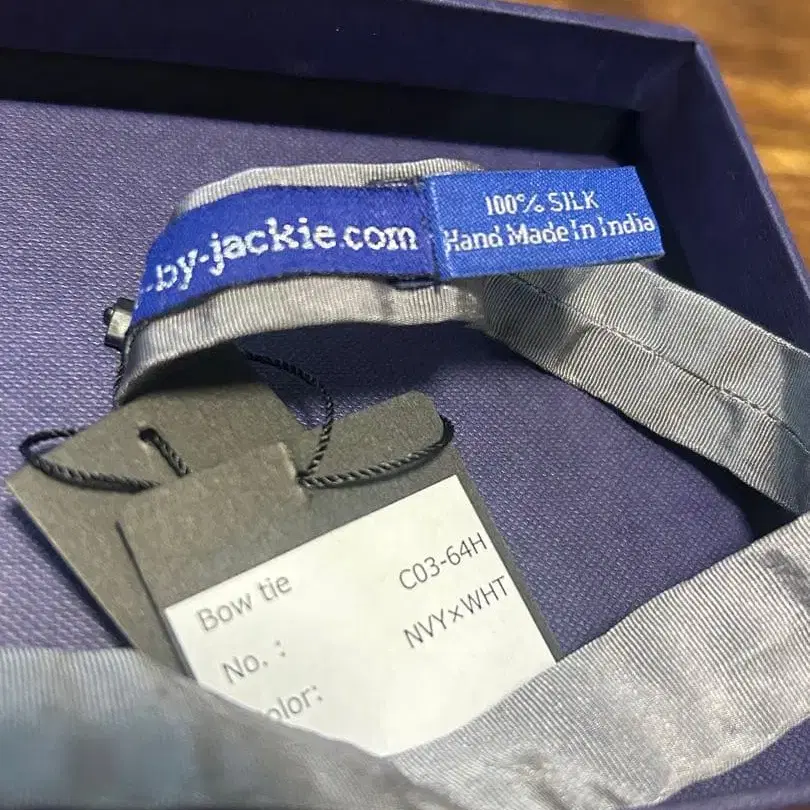 -by-jackie.com
100% SILK
Hand Made In India
Bow tie
No. : C03-64H
olor: NVY×WHT